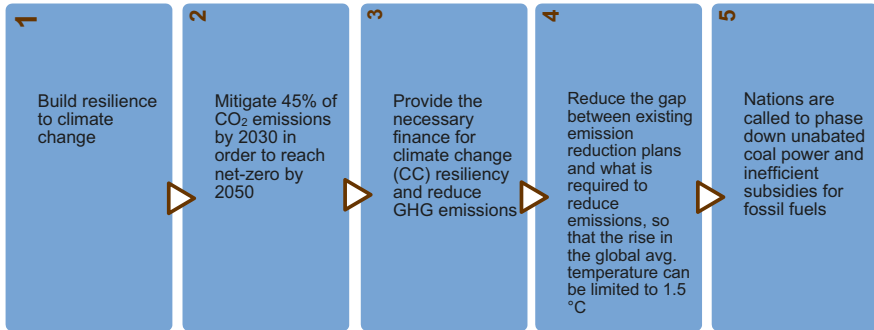 1
Build resilience
to climate
change
2
Mitigate 45% of
CO₂ emissions
by 2030 in
order to reach
net-zero by
2050
3
Provide the
necessary
finance for
climate change
(CC) resiliency
and reduce
GHG emissions
4
Reduce the gap
between existing
emission
reduction plans
and what is
required to
reduce
emissions, so
that the rise in
the global avg.
temperature can
be limited to 1.5
°C
5
Nations are
called to phase
down unabated
coal power and
inefficient
subsidies for
fossil fuels